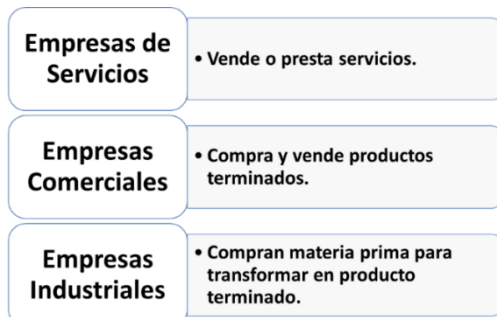 Empresas de
Servicios
• Vende o presta servicios.
Empresas
Comerciales
• Compra y vende productos
terminados.
Empresas
Industriales
• Compran materia prima para
transformar en producto
terminado.